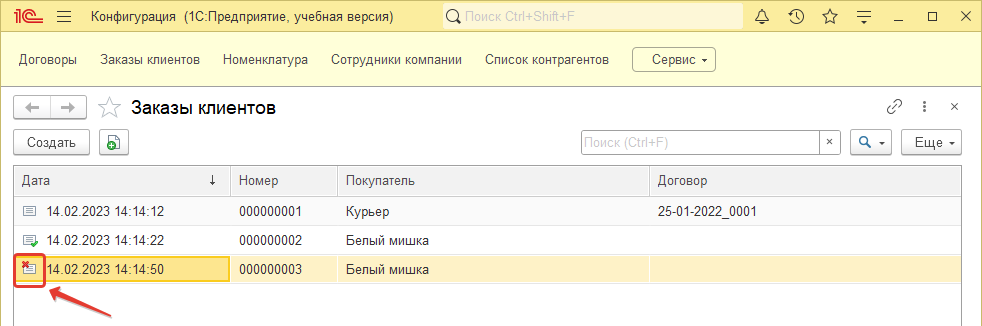 1С Конфигурация (1С:Предприятие, учебная версия) Поиск Ctrl+Shift+F
Договоры Заказы клиентов Номенклатура Сотрудники компании Список контрагентов Сервис
Заказы клиентов
Создать Поиск (Ctrl+F) × Еще
Дата ↓ Номер Покупатель Договор
14.02.2023 14:14:12 000000001 Курьер 25-01-2022_0001
14.02.2023 14:14:22 000000002 Белый мишка
14.02.2023 14:14:50 000000003 Белый мишка